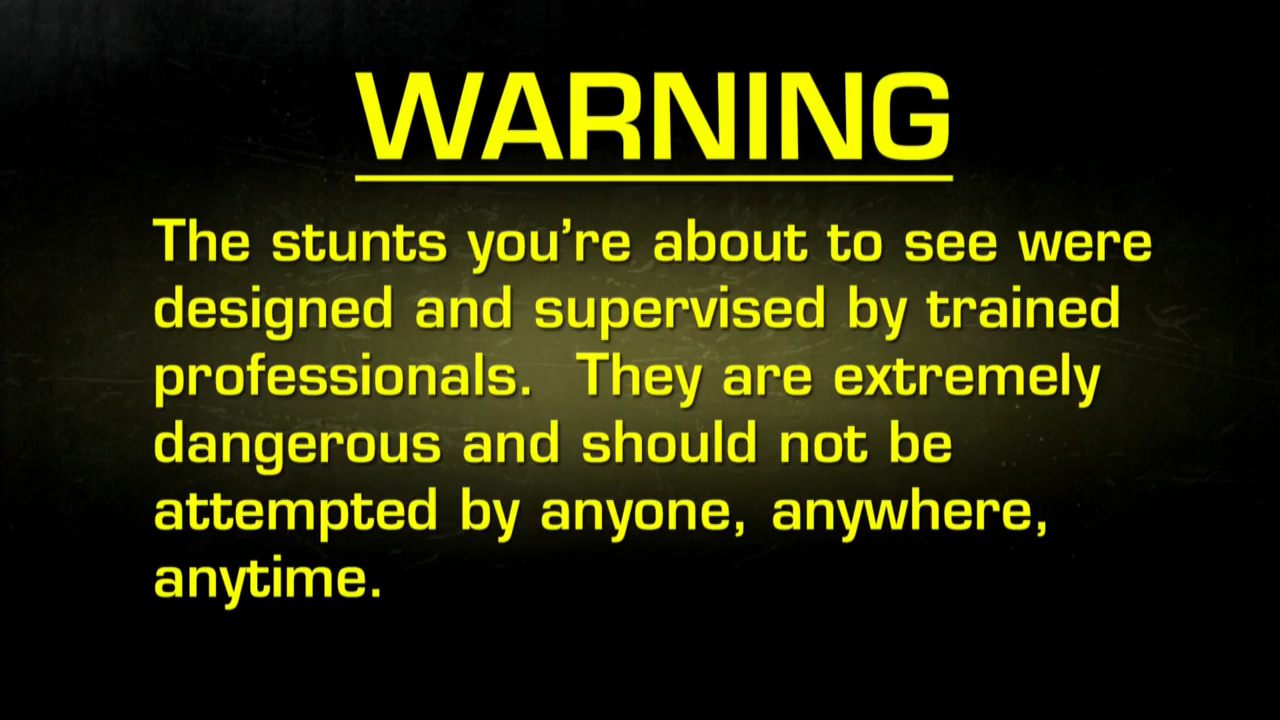 WARNING
The stunts you’re about to see were
designed and supervised by trained
professionals.  They are extremely
dangerous and should not be
attempted by anyone, anywhere,
anytime.